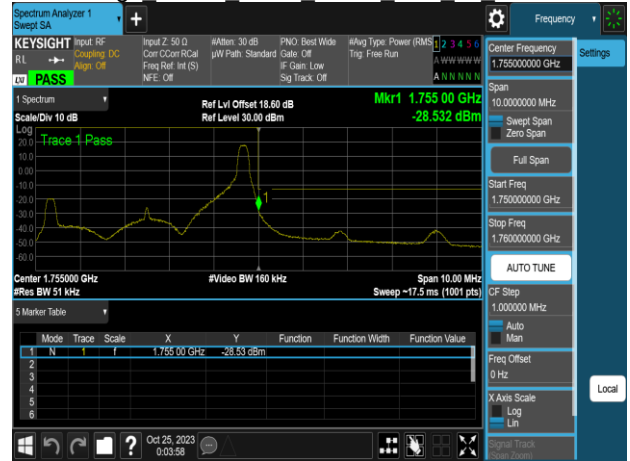 Spectrum Analyzer 1
Swept SA
+
Frequency
KEYSIGHT Input: RF Input Z: 50 Ω #Atten: 30 dB PNO: Best Wide #Avg Type: Power (RMS 1 2 3 4 5 6
RL Coupling: DC Corr CCorr RCal µW Path: Standard Gate: Off Trig: Free Run
Align: Off Freq Ref: Int (S) IF Gain: Low A W W W W W
LXI PASS NFE: Off Sig Track: Off A N N N N N
1 Spectrum
Ref Lvl Offset 18.60 dB Mkr1 1.755 00 GHz
Scale/Div 10 dB Ref Level 30.00 dBm -28.532 dBm
Log
Trace 1 Pass
20.0
10.0
0.00
-10.0
-20.0
1
-30.0
-40.0
-50.0
-60.0
Center 1.755000 GHz #Video BW 160 kHz Span 10.00 MHz
#Res BW 51 kHz Sweep ~17.5 ms (1001 pts)
5 Marker Table
Mode Trace Scale X Y Function Function Width Function Value
1 N 1 f 1.755 00 GHz -28.53 dBm
2
3
4
5
6
? Oct 25, 2023
0:03:58
Center Frequency
1.755000000 GHz
Settings
Span
10.0000000 MHz
Swept Span
Zero Span
Full Span
Start Freq
1.750000000 GHz
Stop Freq
1.760000000 GHz
AUTO TUNE
CF Step
1.000000 MHz
Auto
Man
Freq Offset
0 Hz
Local
X Axis Scale
Log
Lin
Signal Track
(Span Zoom)